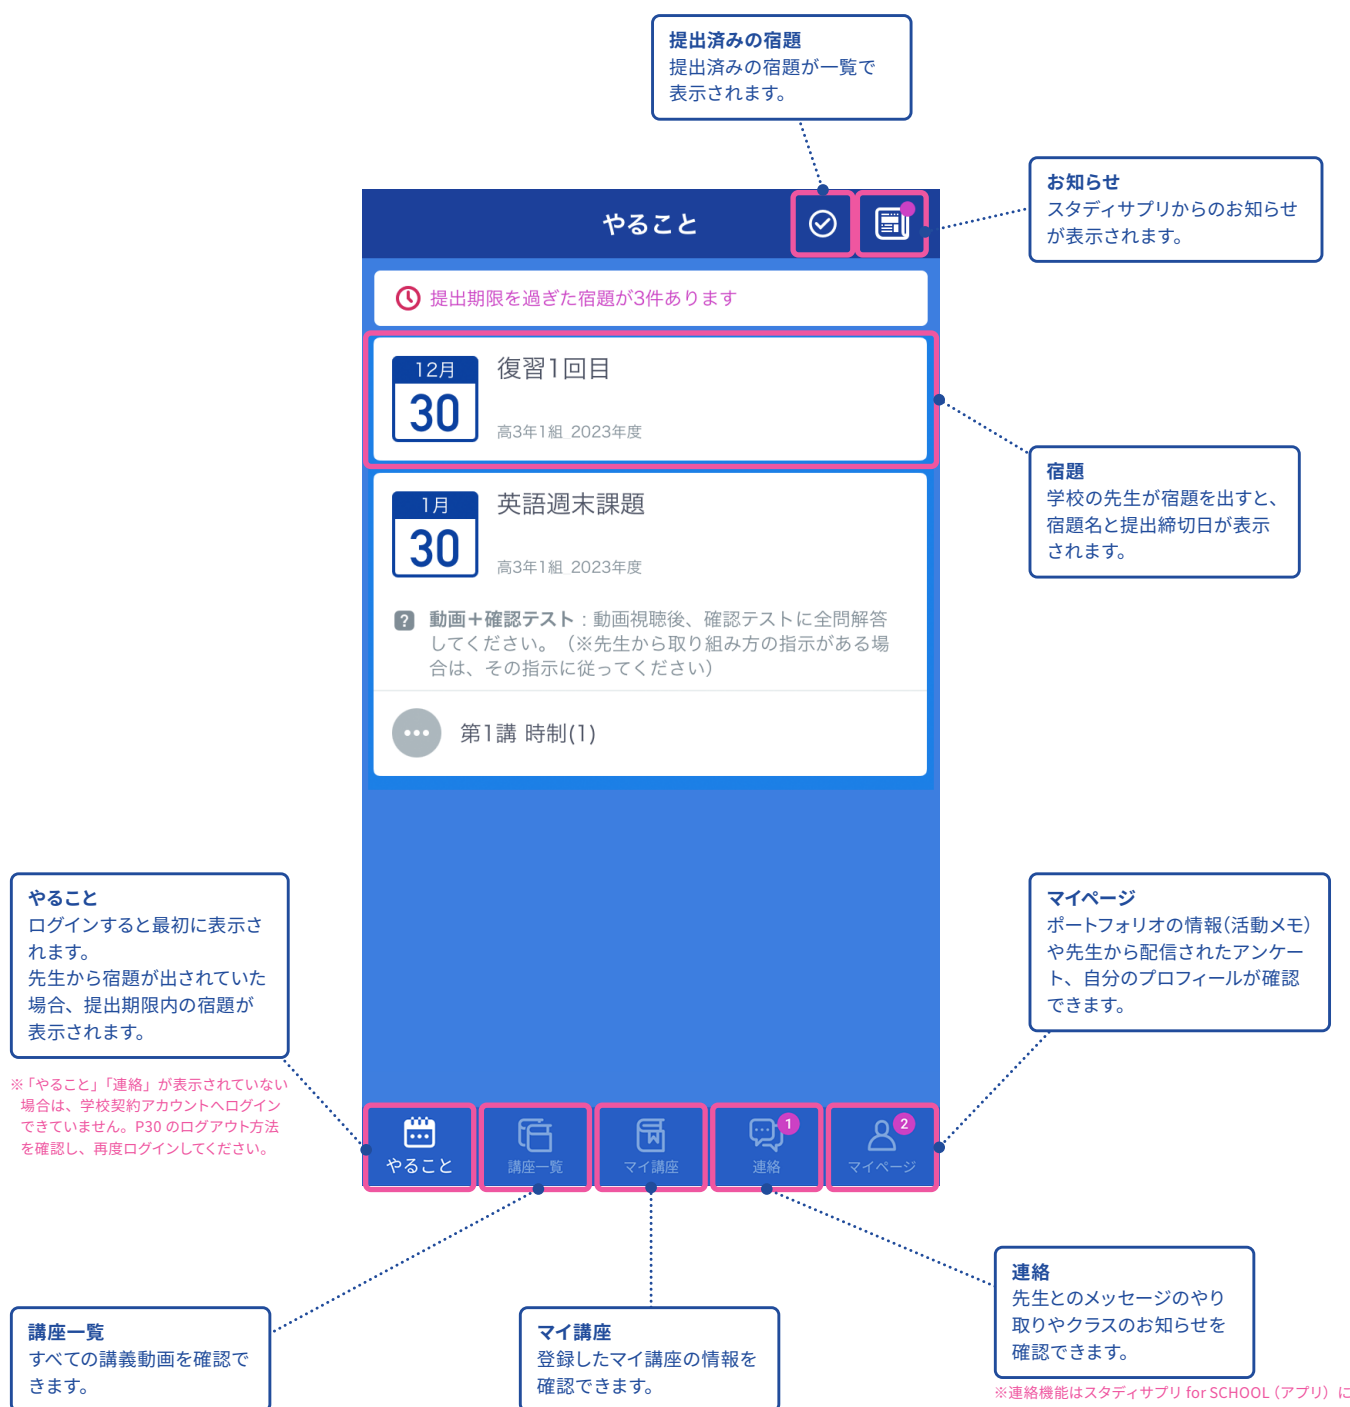 提出済みの宿題
提出済みの宿題が一覧で
表示されます。
お知らせ
スタディサプリからのお知らせ
が表示されます。
やること
提出期限を過ぎた宿題が3件あります
12月
30
復習1回目
高3年1組 2023年度
宿題
学校の先生が宿題を出すと、
宿題名と提出締切日が表示
されます。
1月
30
英語週末課題
高3年1組 2023年度
? 動画＋確認テスト：動画視聴後、確認テストに全問解答
してください。（※先生から取り組み方の指示がある場
合は、その指示に従ってください）
第1講 時制(1)
やること
ログインすると最初に表示さ
れます。
先生から宿題が出されていた
場合、提出期限内の宿題が
表示されます。
※「やること」「連絡」が表示されていない
場合は、学校契約アカウントへログイン
できていません。P30 のログアウト方法
を確認し、再度ログインしてください。
マイページ
ポートフォリオの情報（活動メモ）
や先生から配信されたアンケー
ト、自分のプロフィールが確認
できます。
やること
講座一覧
マイ講座
1
連絡
2
マイページ
講座一覧
すべての講義動画を確認で
きます。
マイ講座
登録したマイ講座の情報を
確認できます。
連絡
先生とのメッセージのやり
取りやクラスのお知らせを
確認できます。
※連絡機能はスタディサプリ for SCHOOL（アプリ）に